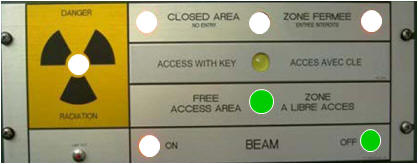 DANGER
RADIATION
CLOSED AREA
NO ENTRY
ZONE FERMEE
ENTREE INTERDITE
ACCESS WITH KEY
ACCES AVEC CLE
FREE
ACCESS AREA
ZONE
A LIBRE ACCES
ON
BEAM
OFF